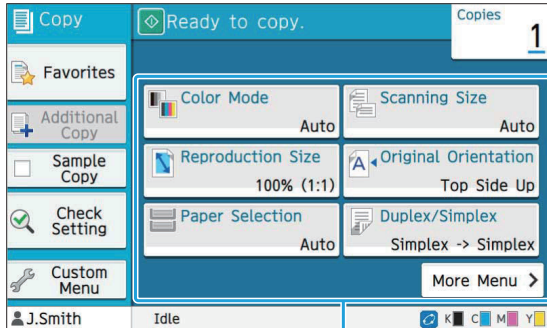 Copy
Ready to copy.
Copies
1
Favorites
Additional
Copy
Sample
Copy
Check
Setting
Custom
Menu
Color Mode
Auto
Scanning Size
Auto
Reproduction Size
100% (1:1)
Original Orientation
Top Side Up
Paper Selection
Auto
Duplex/Simplex
Simplex -> Simplex
More Menu >
J.Smith
Idle
K C M Y